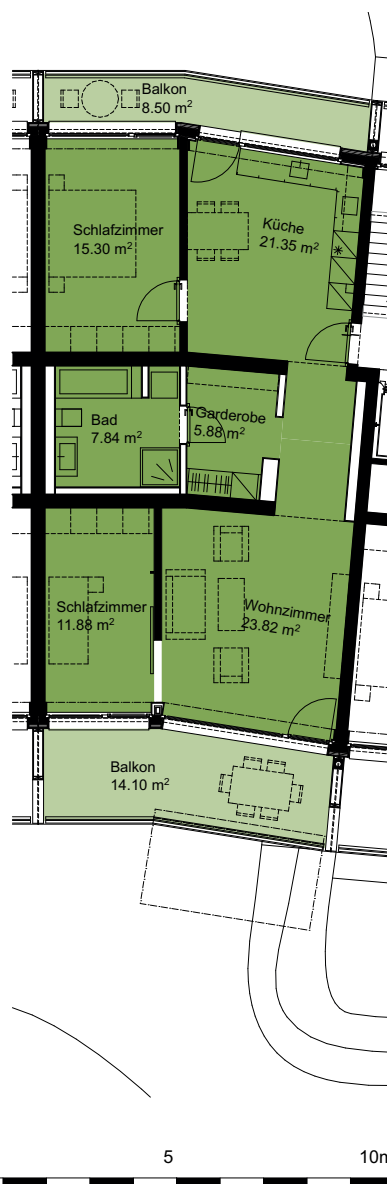 Balkon
8.50 m²
Schlafzimmer
15.30 m²
Küche
21.35 m²
Bad
7.84 m²
Garderobe
5.88 m²
Schlafzimmer
11.88 m²
Wohnzimmer
23.82 m²
Balkon
14.10 m²
5 10m